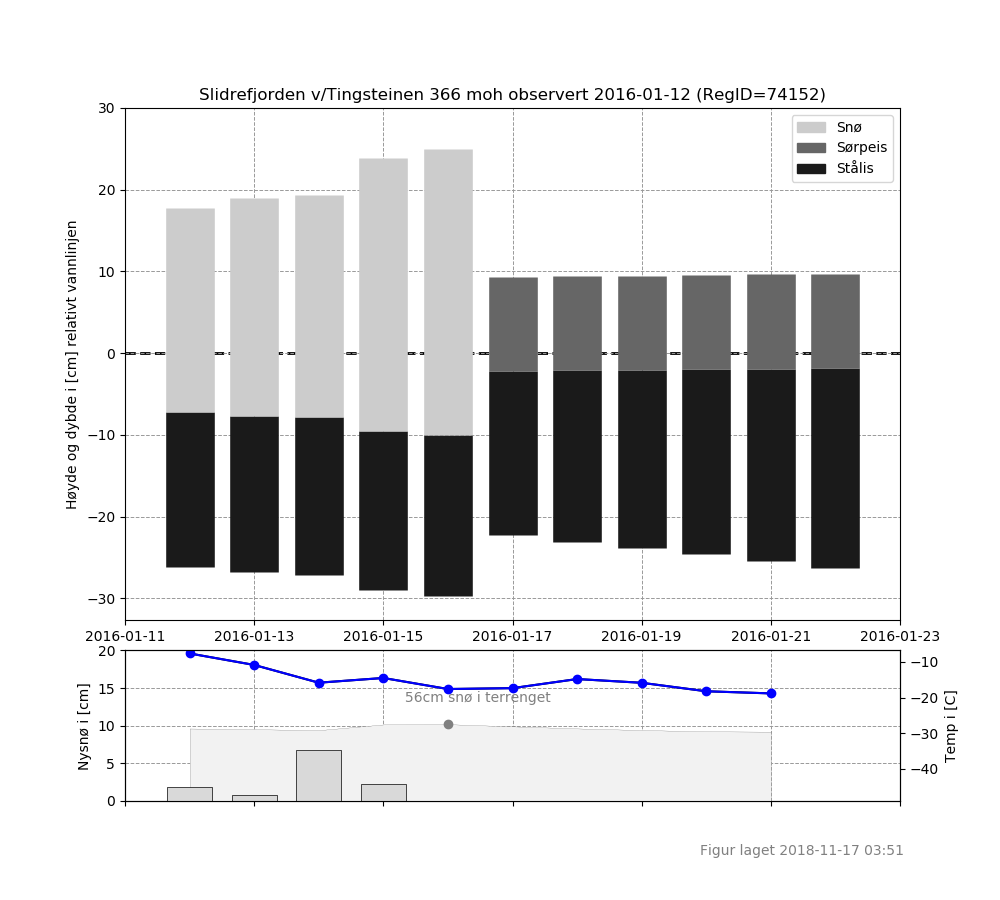 Slidrefjorden v/Tingsteinen 366 moh observert 2016-01-12 (RegID=74152)
Snø
Sørpeis
Stålis
Høyde og dybde i [cm] relativt vannlinjen
30
20
10
0
−10
−20
−30
2016-01-11 2016-01-13 2016-01-15 2016-01-17 2016-01-19 2016-01-21 2016-01-23
Nysnø i [cm]
20
15
10
5
0
56cm snø i terrenget
−10
−20
−30
−40
Temp i [C]
Figur laget 2018-11-17 03:51